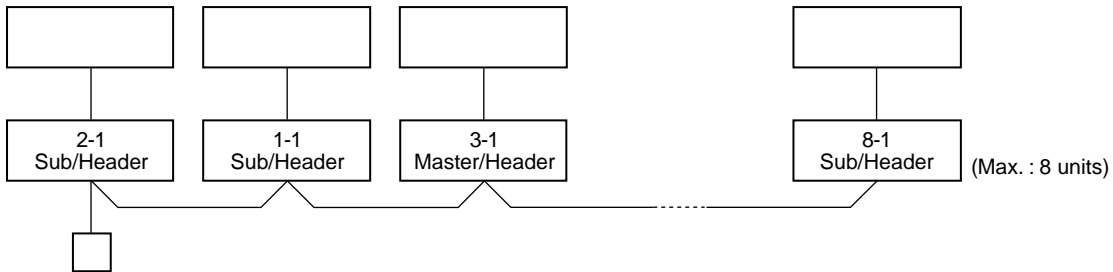 2-1
Sub/Header
1-1
Sub/Header
3-1
Master/Header
8-1
Sub/Header
(Max. : 8 units)